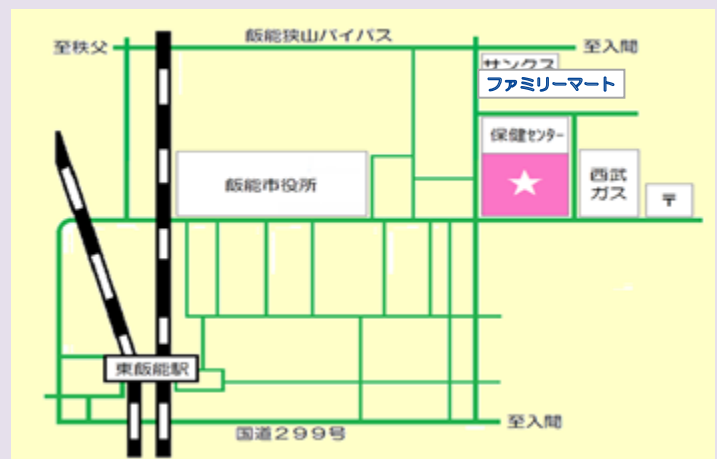 飯能狭山バイパス
至秩父
至入間
サンクス
ファミリーマート
保健センター
飯能市役所
★
西武
ガス
〒
東飯能駅
国道299号
至入間